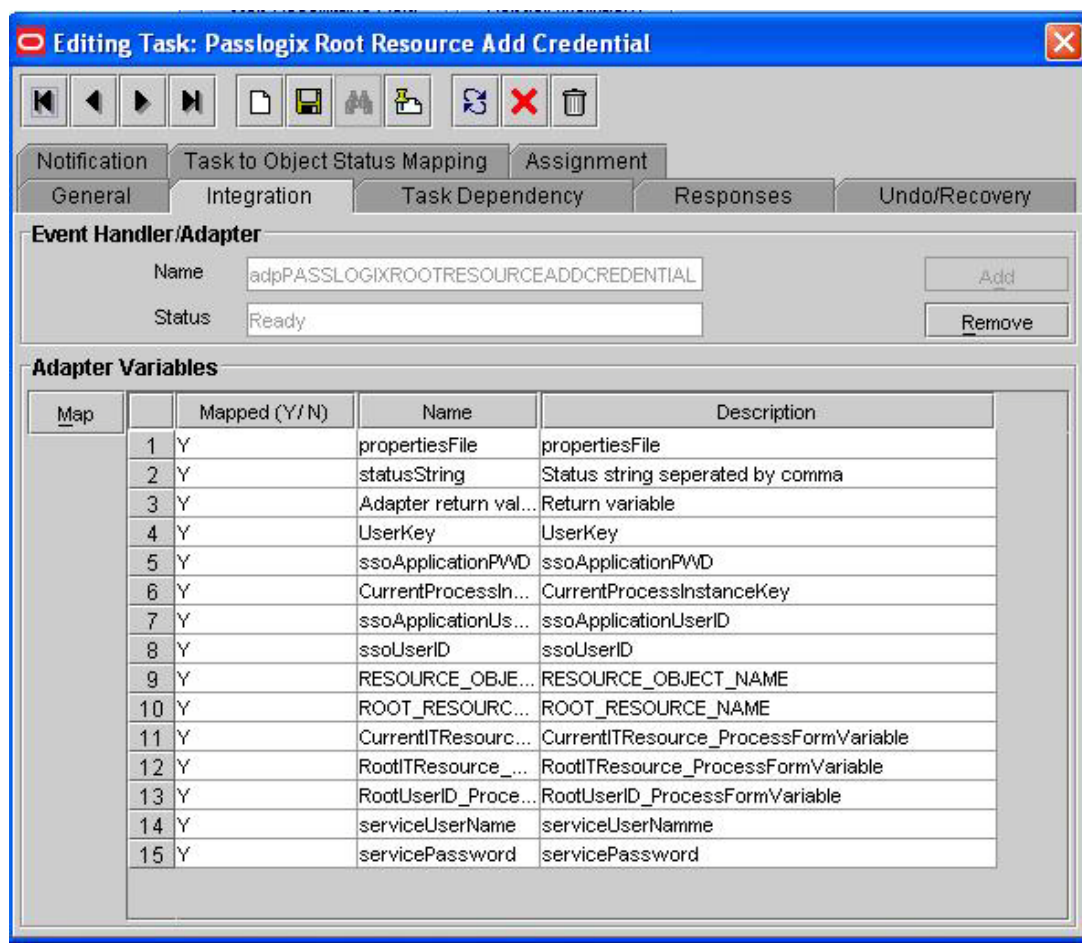 Editing Task: Passlogix Root Resource Add Credential
Notification Task to Object Status Mapping Assignment
General Integration Task Dependency Responses Undo/Recovery
Event Handler/Adapter
Name adpPASSLOGIXROOTRESOURCEADDCREDENTIAL Add
Status Ready Remove
Adapter Variables
Map Mapped (Y/N) Name Description
1 Y propertiesFile propertiesFile
2 Y statusString Status string seperated by comma
3 Y Adapter return val... Return variable
4 Y UserKey UserKey
5 Y ssoApplicationPWD ssoApplicationPWD
6 Y CurrentProcessIn... CurrentProcessInstanceKey
7 Y ssoApplicationUs... ssoApplicationUserID
8 Y ssoUserID ssoUserID
9 Y RESOURCE_OBJE... RESOURCE_OBJECT_NAME
10 Y ROOT_RESOURC... ROOT_RESOURCE_NAME
11 Y CurrentITResourc... CurrentITResource_ProcessFormVariable
12 Y RootITResource_... RootITResource_ProcessFormVariable
13 Y RootUserID_Proce... RootUserID_ProcessFormVariable
14 Y serviceUserName serviceUserNamme
15 Y servicePassword servicePassword